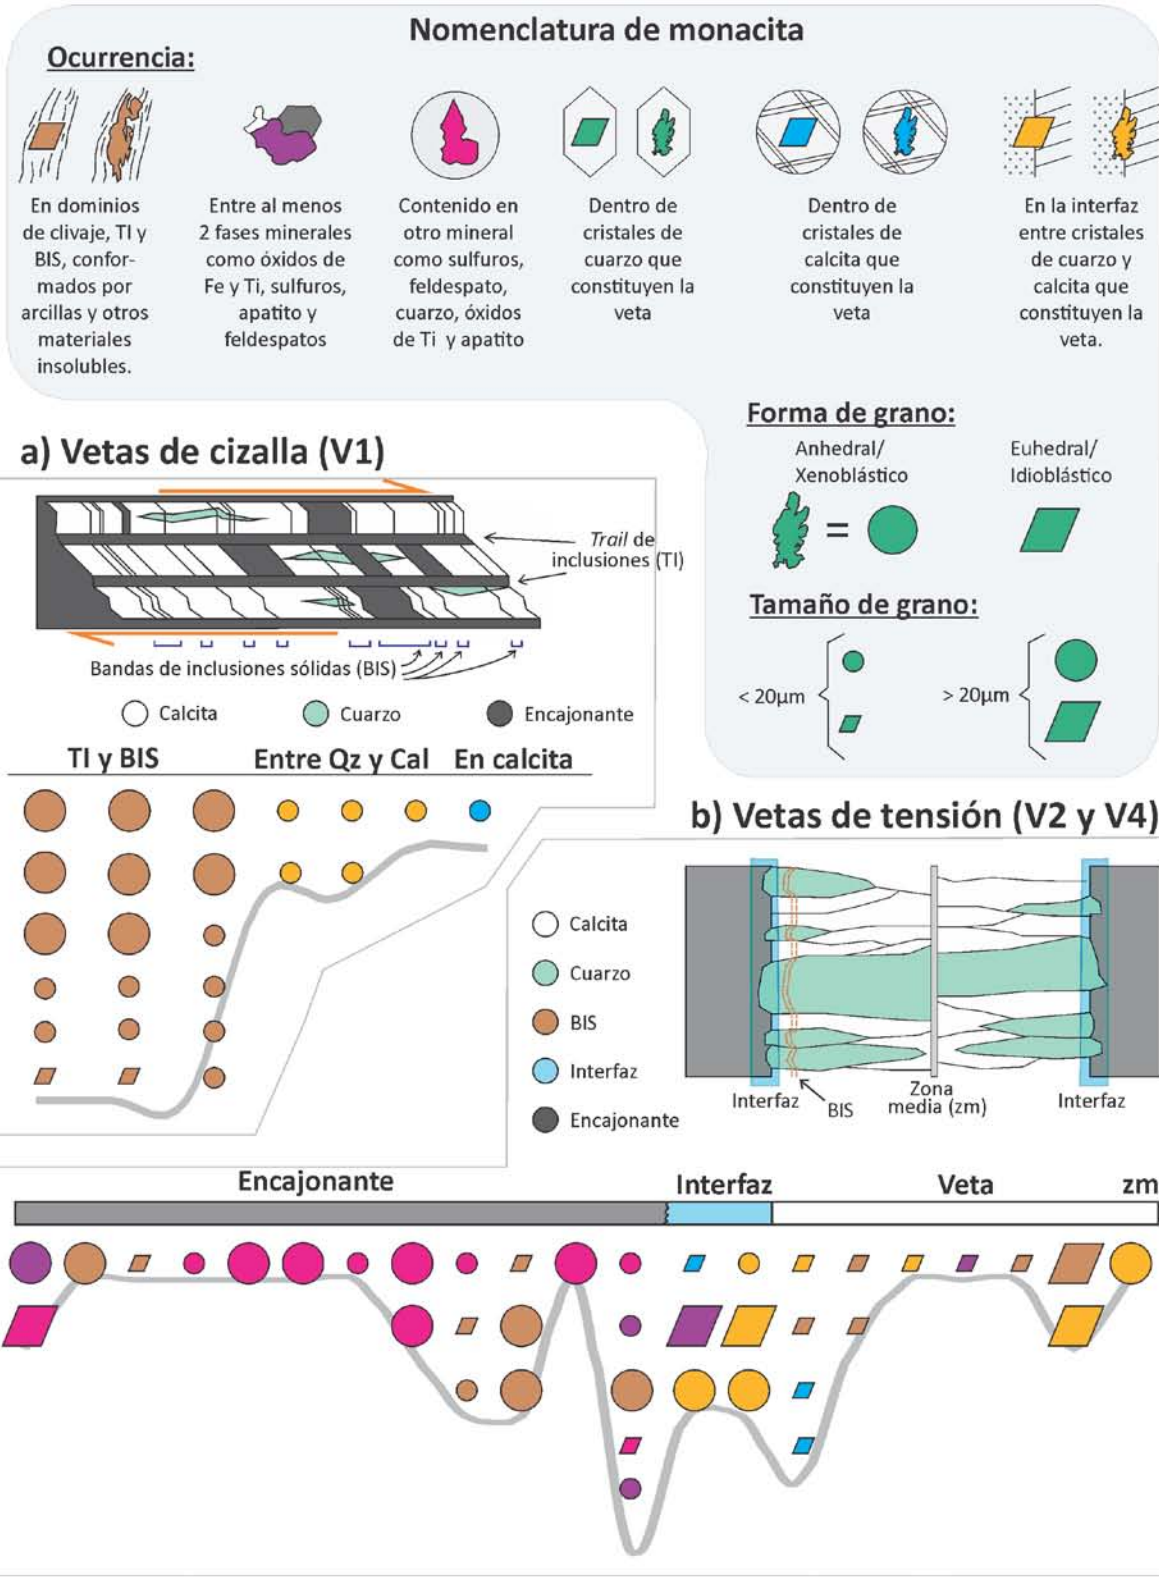 Nomenclatura de monacita
Ocurrencia:
En dominios
de clivaje, TI y
BIS, confor-
mados por
arcillas y otros
materiales
insolubles.
Entre al menos
2 fases minerales
como óxidos de
Fe y Ti, sulfuros,
apatito y
feldespatos
Contenido en
otro mineral
como sulfuros,
feldespato,
cuarzo, óxidos
de Ti y apatito
Dentro de
cristales de
cuarzo que
constituyen la
veta
Dentro de
cristales de
calcita que
constituyen la
veta
En la interfaz
entre cristales
de cuarzo y
calcita que
constituyen la
veta.
Forma de grano:
Anhedral/
Xenoblástico
Euhedral/
Idioblástico
=
Tamaño de grano:
< 20µm
> 20µm
a) Vetas de cizalla (V1)
Trail de
inclusiones (TI)
Bandas de inclusiones sólidas (BIS)
Calcita
Cuarzo
Encajonante
TI y BIS
Entre Qz y Cal
En calcita
b) Vetas de tensión (V2 y V4)
Calcita
Cuarzo
BIS
Interfaz
Encajonante
Interfaz
BIS
Zona
media (zm)
Interfaz
Encajonante
Interfaz
Veta
zm